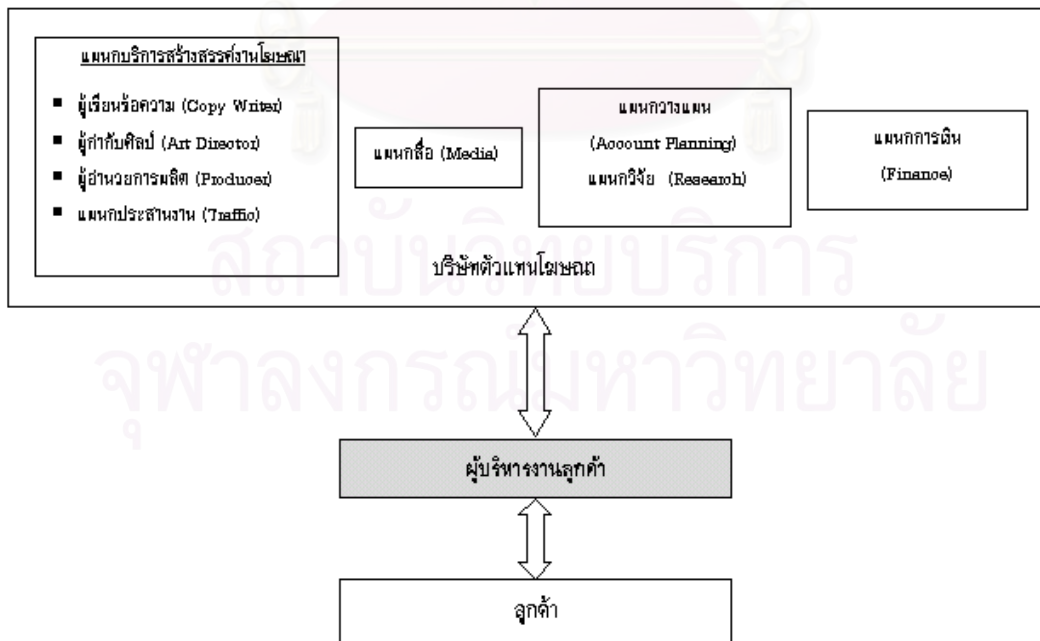 แผนกบริการสร้างสรรค์งานโฆษณา
▪ ผู้เขียนข้อความ (Copy Writer)
▪ ผู้กำกับศิลป์ (Art Director)
▪ ผู้อำนวยการผลิต (Producer)
▪ แผนกประสานงาน (Traffic)
แผนกสื่อ (Media)
แผนกวางแผน
(Account Planning)
แผนกวิจัย (Research)
แผนกการเงิน
(Finance)
บริษัทตัวแทนโฆษณา
สถาบันวิทยบริการ
จุฬาลงกรณ์มหาวิทยาลัย
ผู้บริหารงานลูกค้า
ลูกค้า